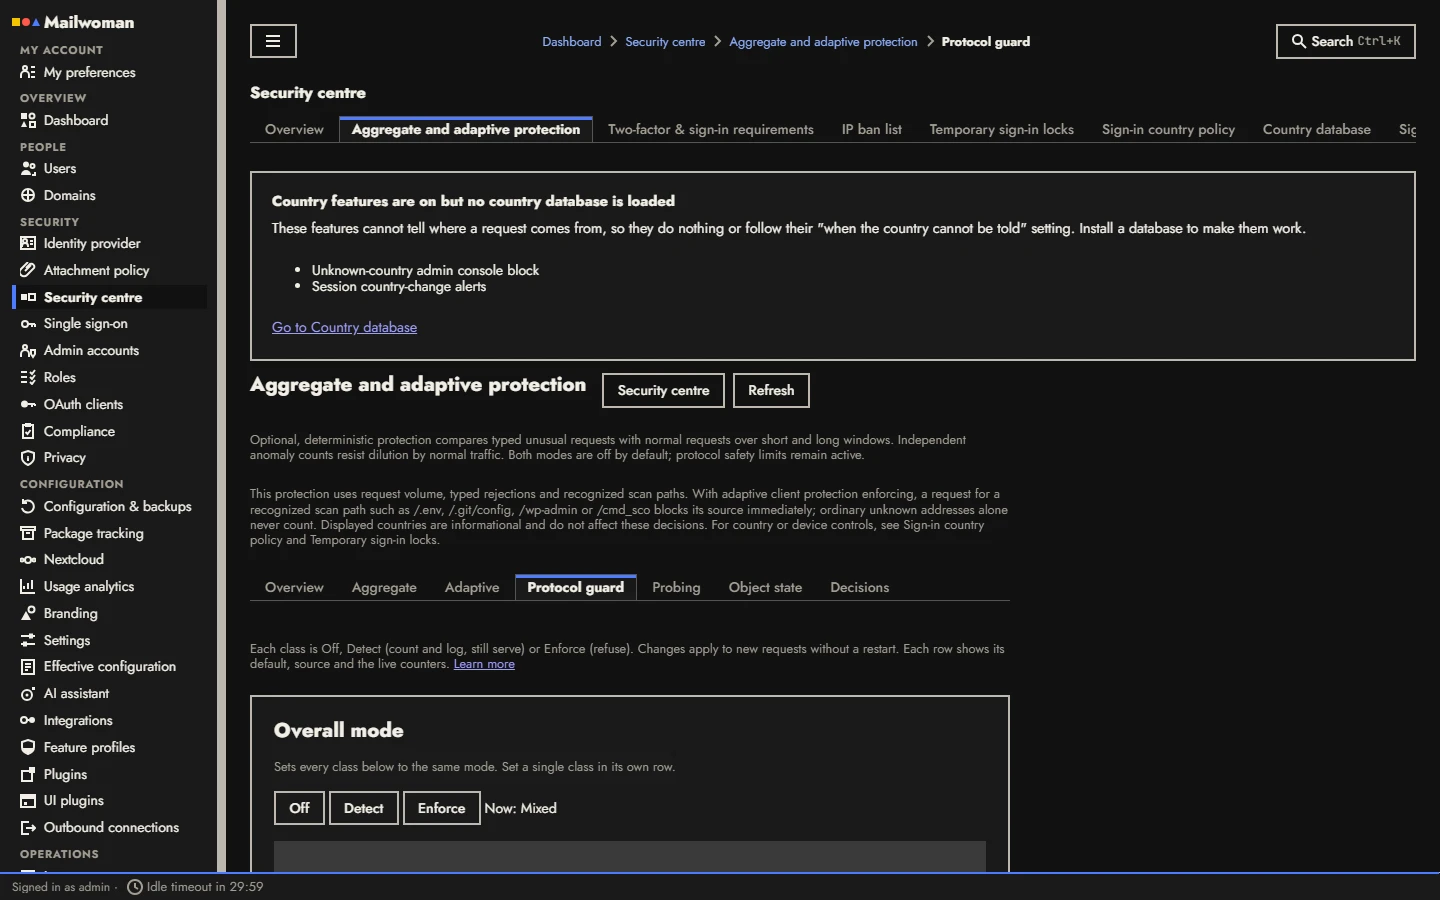 Mailwoman
MY ACCOUNT
My preferences
OVERVIEW
Dashboard
PEOPLE
Users
Domains
SECURITY
Identity provider
Attachment policy
Security centre
Single sign-on
Admin accounts
Roles
OAuth clients
Compliance
Privacy
CONFIGURATION
Configuration & backups
Package tracking
Nextcloud
Usage analytics
Branding
Settings
Effective configuration
AI assistant
Integrations
Feature profiles
Plugins
UI plugins
Outbound connections
OPERATIONS
Dashboard > Security centre > Aggregate and adaptive protection > Protocol guard
Search Ctrl+K
Security centre
Overview Aggregate and adaptive protection Two-factor & sign-in requirements IP ban list Temporary sign-in locks Sign-in country policy Country database Sig
Country features are on but no country database is loaded
These features cannot tell where a request comes from, so they do nothing or follow their "when the country cannot be told" setting. Install a database to make them work.
• Unknown-country admin console block
• Session country-change alerts
Go to Country database
Aggregate and adaptive protection Security centre Refresh
Optional, deterministic protection compares typed unusual requests with normal requests over short and long windows. Independent
anomaly counts resist dilution by normal traffic. Both modes are off by default; protocol safety limits remain active.
This protection uses request volume, typed rejections and recognized scan paths. With adaptive client protection enforcing, a request for a
recognized scan path such as /.env, /.git/config, /wp-admin or /cmd_sco blocks its source immediately; ordinary unknown addresses alone
never count. Displayed countries are informational and do not affect these decisions. For country or device controls, see Sign-in country
policy and Temporary sign-in locks.
Overview Aggregate Adaptive Protocol guard Probing Object state Decisions
Each class is Off, Detect (count and log, still serve) or Enforce (refuse). Changes apply to new requests without a restart. Each row shows its
default, source and the live counters. Learn more
Overall mode
Sets every class below to the same mode. Set a single class in its own row.
Off Detect Enforce Now: Mixed
Signed in as admin · Idle timeout in 29:59